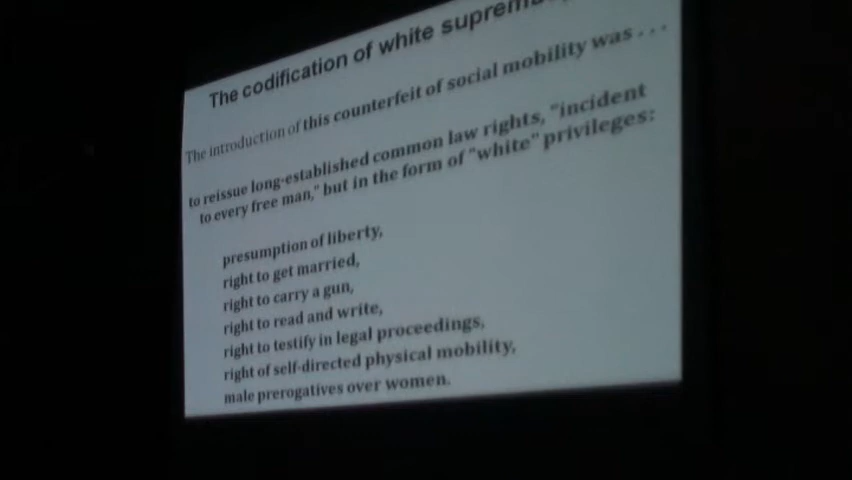 The codification of white
The introduction of this counterfeit of social mobility was . . .
to reissue long-established common law rights, "incident
to every free man," but in the form of "white" privileges:
presumption of liberty,
right to get married,
right to carry a gun,
right to read and write,
right to testify in legal proceedings,
right of self-directed physical mobility,
male prerogatives over women.